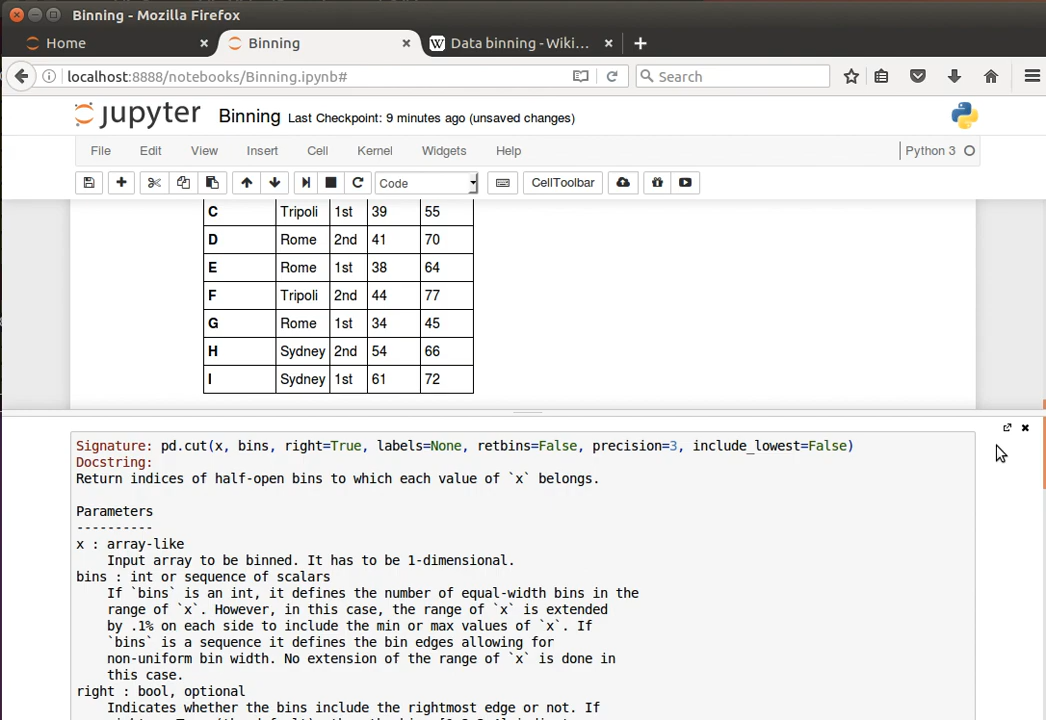 Binning - Mozilla Firefox
Home Binning Data binning - Wiki...
localhost:8888/notebooks/Binning.ipynb# Search
jupyter Binning Last Checkpoint: 9 minutes ago (unsaved changes)
File Edit View Insert Cell Kernel Widgets Help Python 3
Code CellToolbar
C Tripoli 1st 39 55
D Rome 2nd 41 70
E Rome 1st 38 64
F Tripoli 2nd 44 77
G Rome 1st 34 45
H Sydney 2nd 54 66
I Sydney 1st 61 72
Signature: pd.cut(x, bins, right=True, labels=None, retbins=False, precision=3, include_lowest=False)
Docstring:
Return indices of half-open bins to which each value of `x` belongs.
Parameters
----------
x : array-like
Input array to be binned. It has to be 1-dimensional.
bins : int or sequence of scalars
If `bins` is an int, it defines the number of equal-width bins in the
range of `x`. However, in this case, the range of `x` is extended
by .1% on each side to include the min or max values of `x`. If
`bins` is a sequence it defines the bin edges allowing for
non-uniform bin width. No extension of the range of `x` is done in
this case.
right : bool, optional
Indicates whether the bins include the rightmost edge or not. If